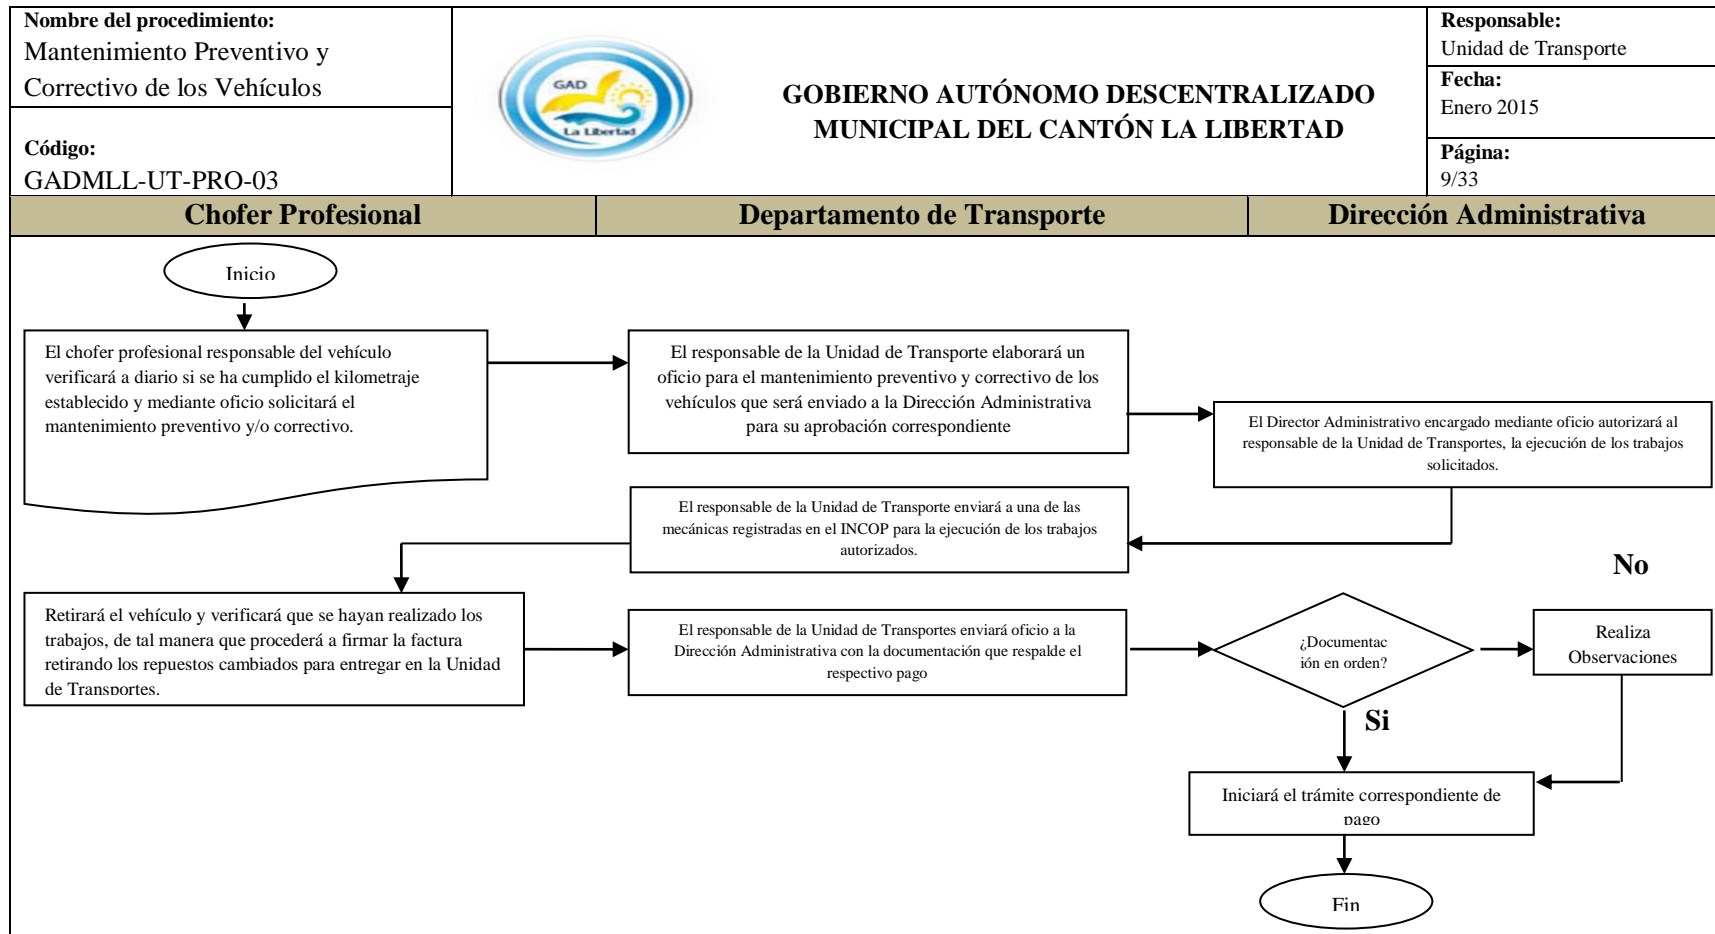 Nombre del procedimiento:
Mantenimiento Preventivo y
Correctivo de los Vehículos
Código:
GADMLL-UT-PRO-03
GAD
La Libertad
GOBIERNO AUTÓNOMO DESCENTRALIZADO
MUNICIPAL DEL CANTÓN LA LIBERTAD
Responsable:
Unidad de Transporte
Fecha:
Enero 2015
Página:
9/33
Chofer Profesional
Departamento de Transporte
Dirección Administrativa
Inicio
El chofer profesional responsable del vehículo
verificará a diario si se ha cumplido el kilometraje
establecido y mediante oficio solicitará el
mantenimiento preventivo y/o correctivo.
El responsable de la Unidad de Transporte elaborará un
oficio para el mantenimiento preventivo y correctivo de los
vehículos que será enviado a la Dirección Administrativa
para su aprobación correspondiente
El Director Administrativo encargado mediante oficio autorizará al
responsable de la Unidad de Transportes, la ejecución de los trabajos
solicitados.
El responsable de la Unidad de Transporte enviará a una de las
mecánicas registradas en el INCOP para la ejecución de los trabajos
autorizados.
Retirará el vehículo y verificará que se hayan realizado los
trabajos, de tal manera que procederá a firmar la factura
retirando los repuestos cambiados para entregar en la Unidad
de Transportes.
El responsable de la Unidad de Transportes enviará oficio a la
Dirección Administrativa con la documentación que respalde el
respectivo pago
¿Documentac
ión en orden?
No
Realiza
Observaciones
Si
Iniciará el trámite correspondiente de
pago
Fin